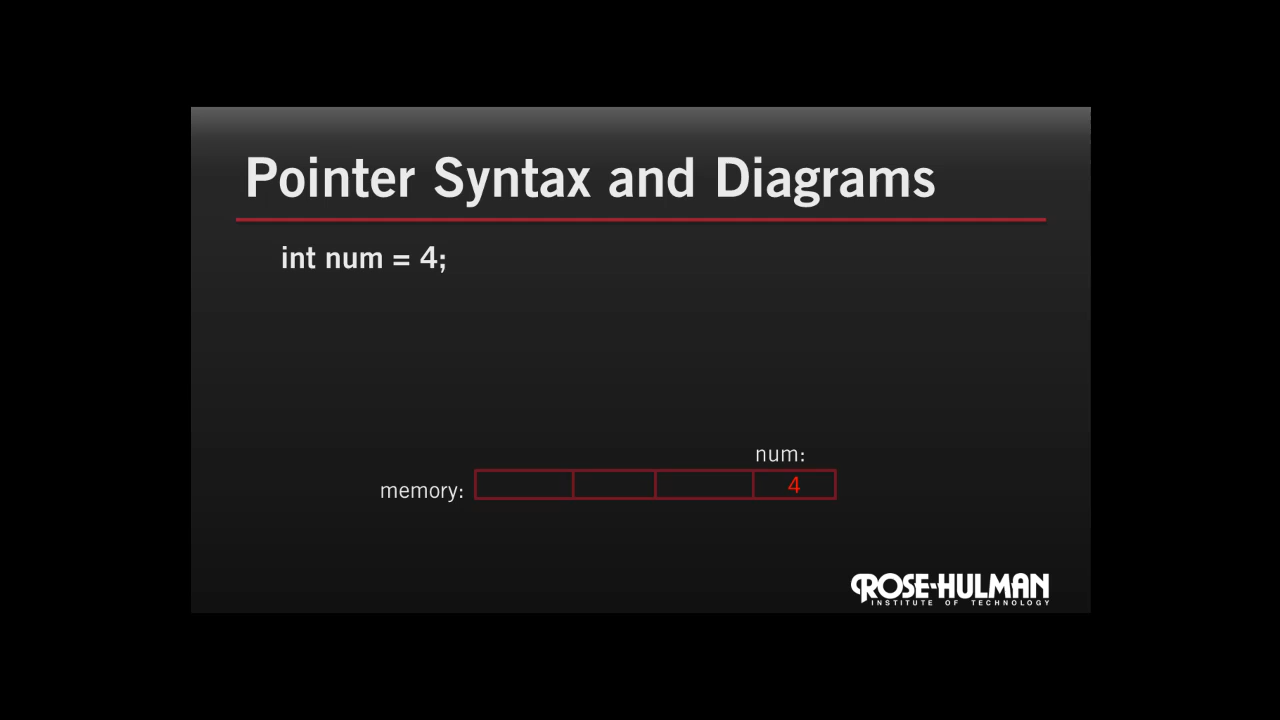 Pointer Syntax and Diagrams
int num = 4;
num:
memory: 4
ROSE-HULMAN
INSTITUTE OF TECHNOLOGY